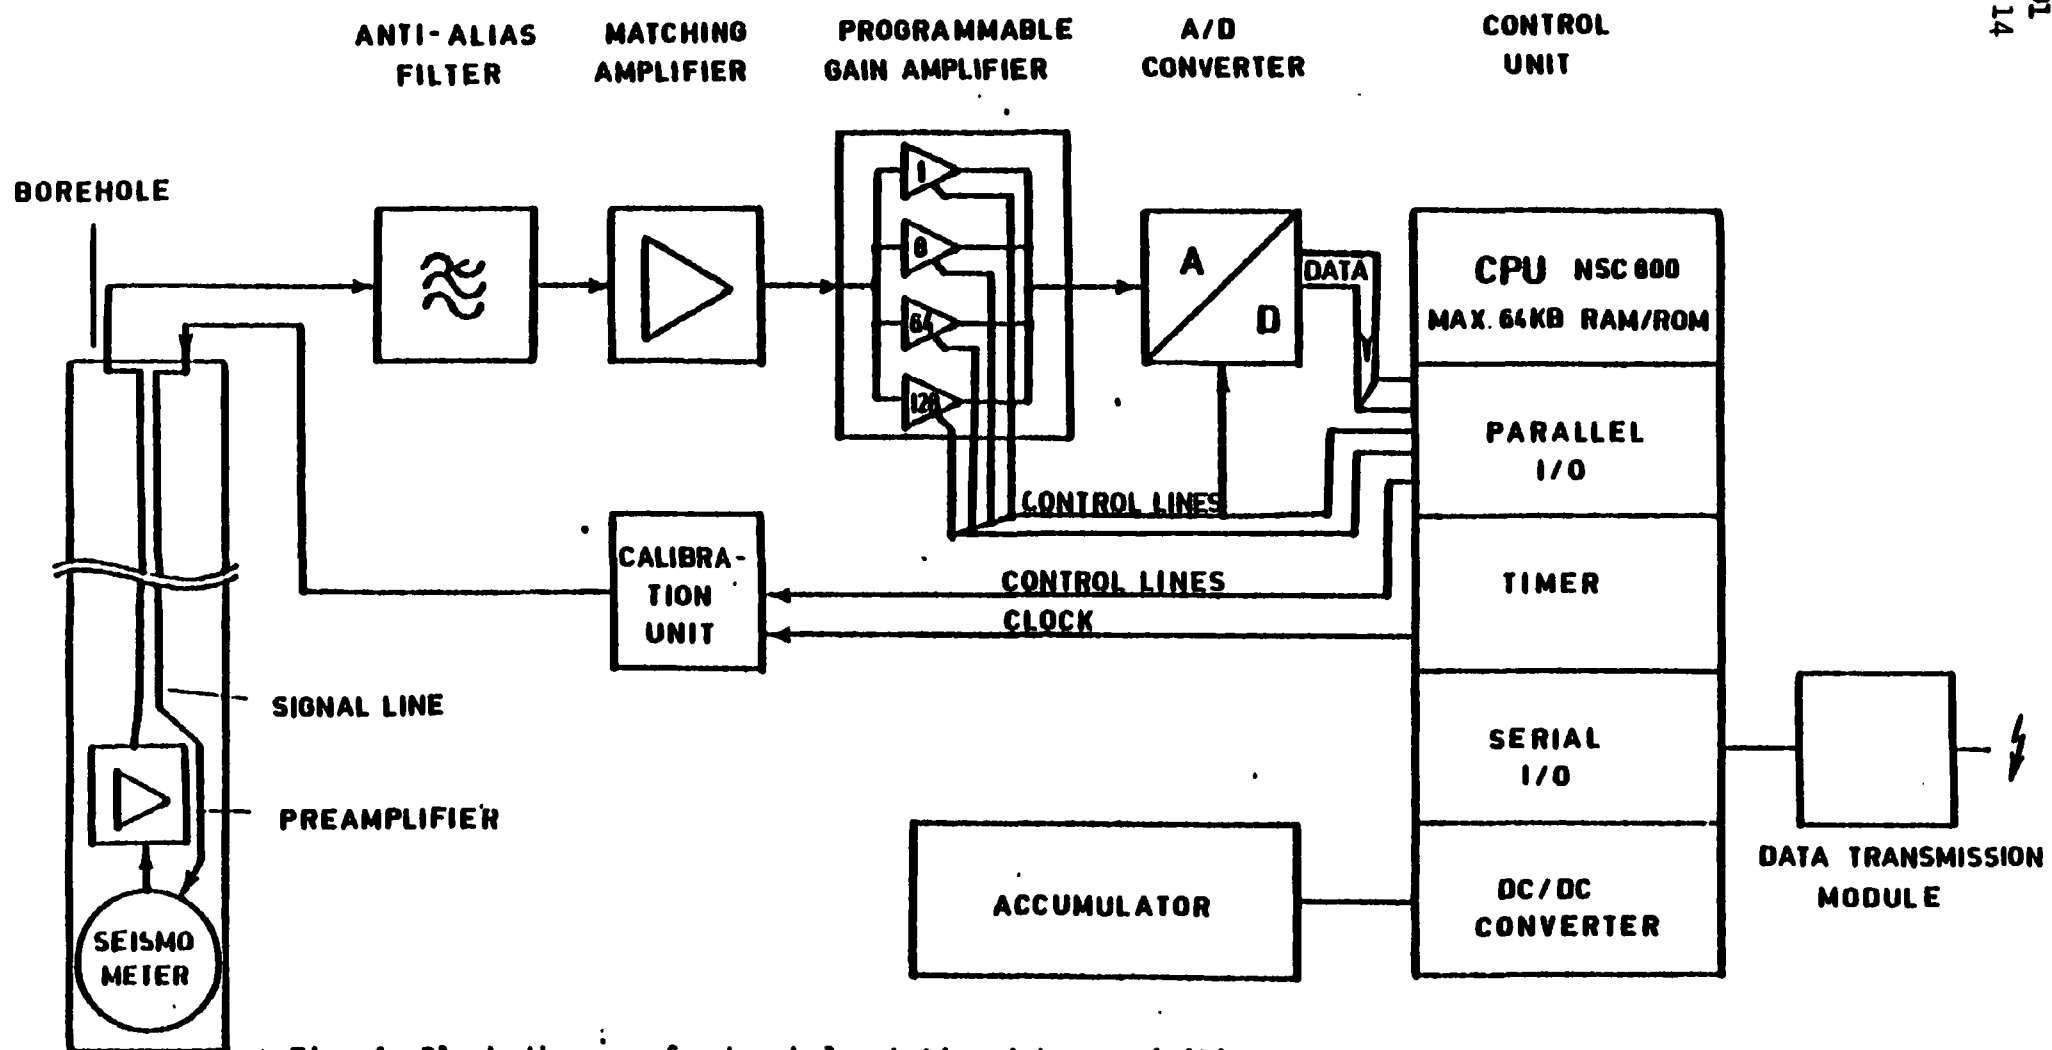 01
14
ANTI-ALIAS
FILTER
MATCHING
AMPLIFIER
PROGRAMMABLE
GAIN AMPLIFIER
A/D
CONVERTER
CONTROL
UNIT
BOREHOLE
1
8
64
128
A
D
DATA
CPU NSC 800
MAX. 64KB RAM/ROM
PARALLEL
I/O
CONTROL LINES
TIMER
CALIBRA-
TION
UNIT
CONTROL LINES
CLOCK
SIGNAL LINE
SERIAL
I/O
PREAMPLIFIER
DATA TRANSMISSION
MODULE
ACCUMULATOR
DC/DC
CONVERTER
SEISMO
METER